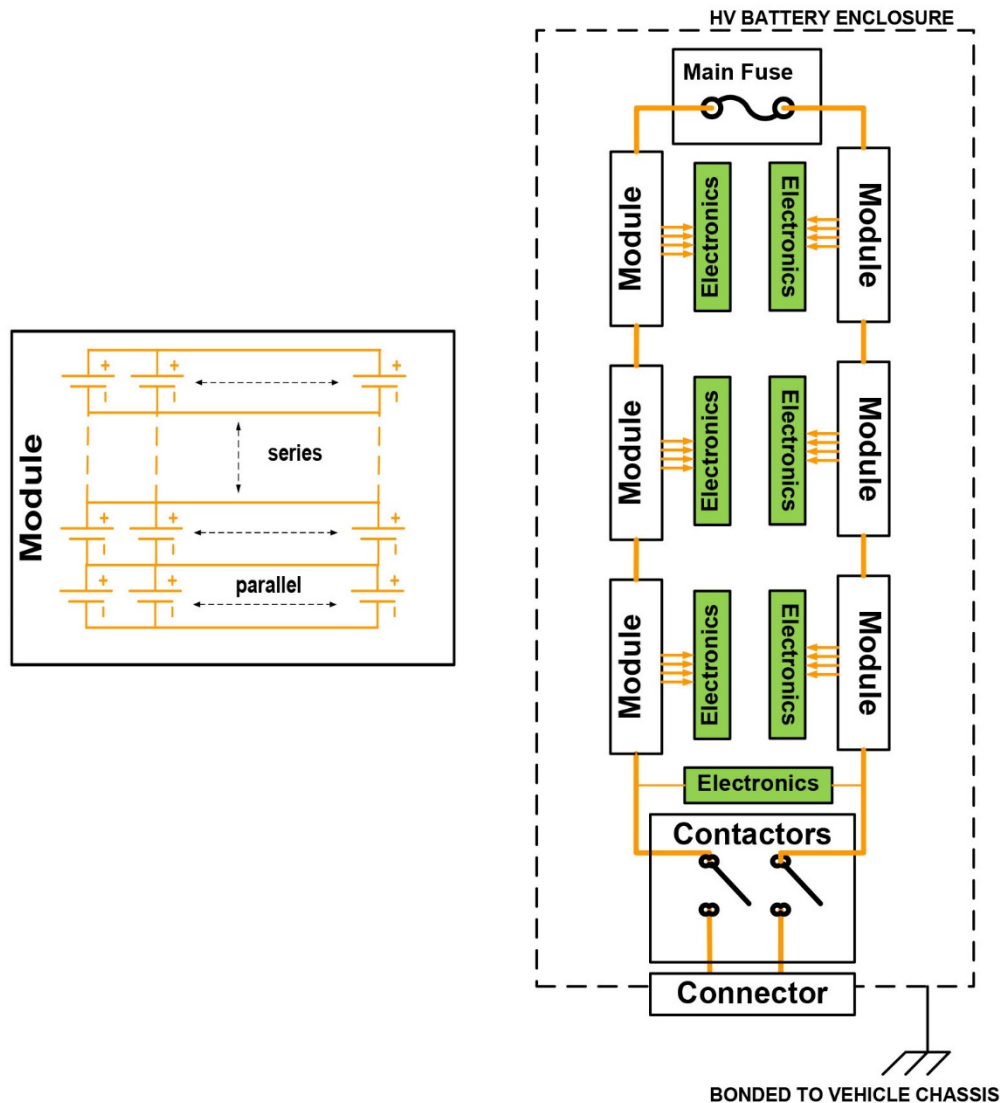 HV BATTERY ENCLOSURE
Main Fuse
Module
Electronics
Electronics
Module
Module
+
+
+
series
+
+
+
parallel
+
+
+
Module
Electronics
Electronics
Module
Module
Electronics
Electronics
Module
Electronics
Contactors
Connector
BONDED TO VEHICLE CHASSIS